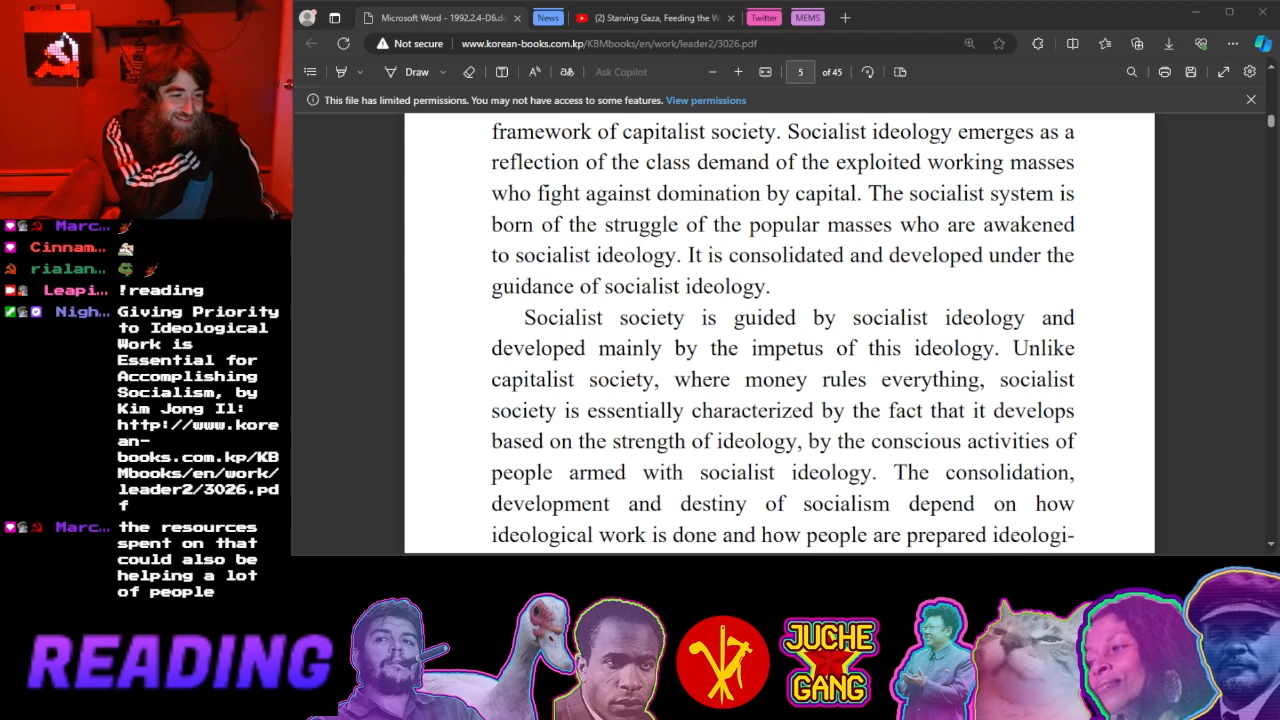 Microsoft Word - 1992.2.4-D6.do
News
(2) Starving Gaza, Feeding the W
Twitter
MEMS
Not secure
www.korean-books.com.kp/KBMbooks/en/work/leader2/3026.pdf
Draw
aあ
Ask Copilot
5 of 45
This file has limited permissions. You may not have access to some features. View permissions
framework of capitalist society. Socialist ideology emerges as a
reflection of the class demand of the exploited working masses
who fight against domination by capital. The socialist system is
born of the struggle of the popular masses who are awakened
to socialist ideology. It is consolidated and developed under the
guidance of socialist ideology.
Socialist society is guided by socialist ideology and
developed mainly by the impetus of this ideology. Unlike
capitalist society, where money rules everything, socialist
society is essentially characterized by the fact that it develops
based on the strength of ideology, by the conscious activities of
people armed with socialist ideology. The consolidation,
development and destiny of socialism depend on how
ideological work is done and how people are prepared ideologi-
Marc...
Cinnam...
rialan...
Leapi... !reading
Nigh... Giving Priority
to Ideological
Work is
Essential for
Accomplishing
Socialism, by
Kim Jong Il:
http://www.kore
an-
books.com.kp/KB
Mbooks/en/work/
leader2/3026.pd
f
Marc... the resources
spent on that
could also be
helping a lot
of people
READING
JUCHE
GANG